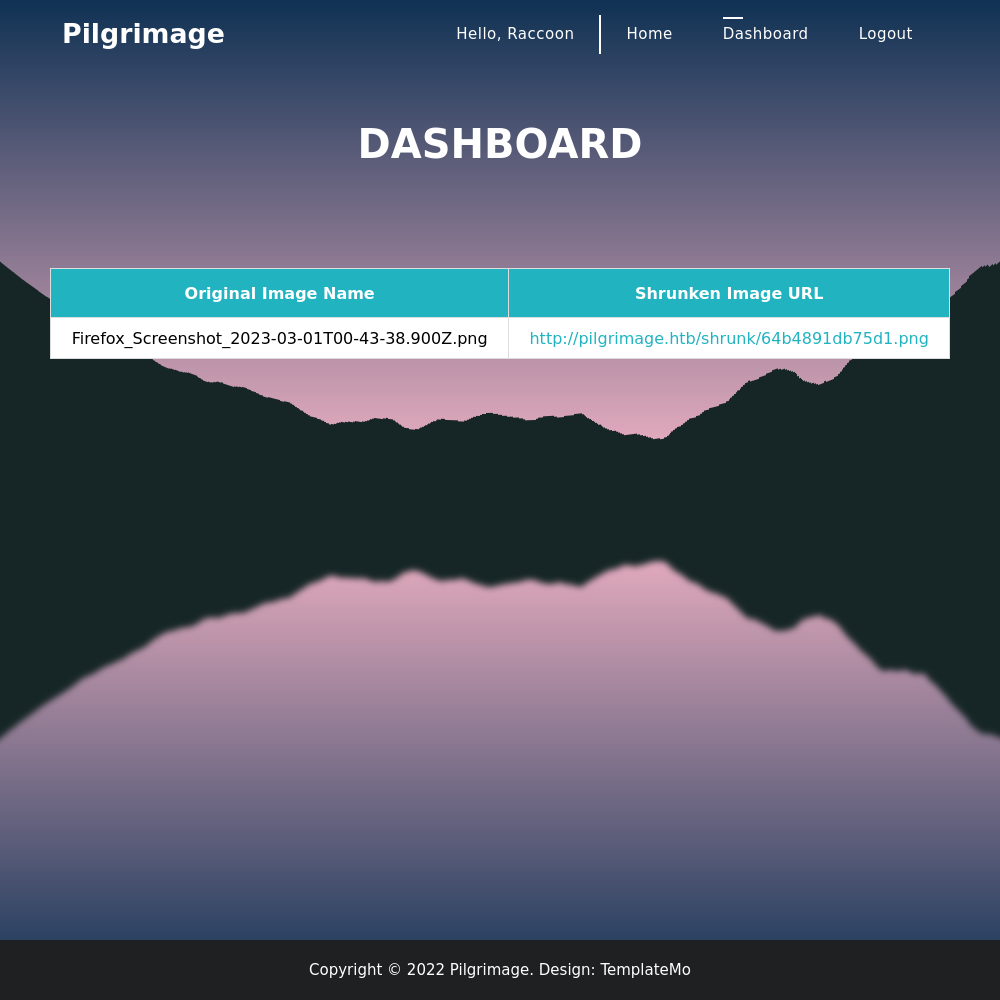 Pilgrimage
Hello, Raccoon
Home
Dashboard
Logout
DASHBOARD
Original Image Name
Shrunken Image URL
Firefox_Screenshot_2023-03-01T00-43-38.900Z.png
http://pilgrimage.htb/shrunk/64b4891db75d1.png
Copyright © 2022 Pilgrimage. Design: TemplateMo